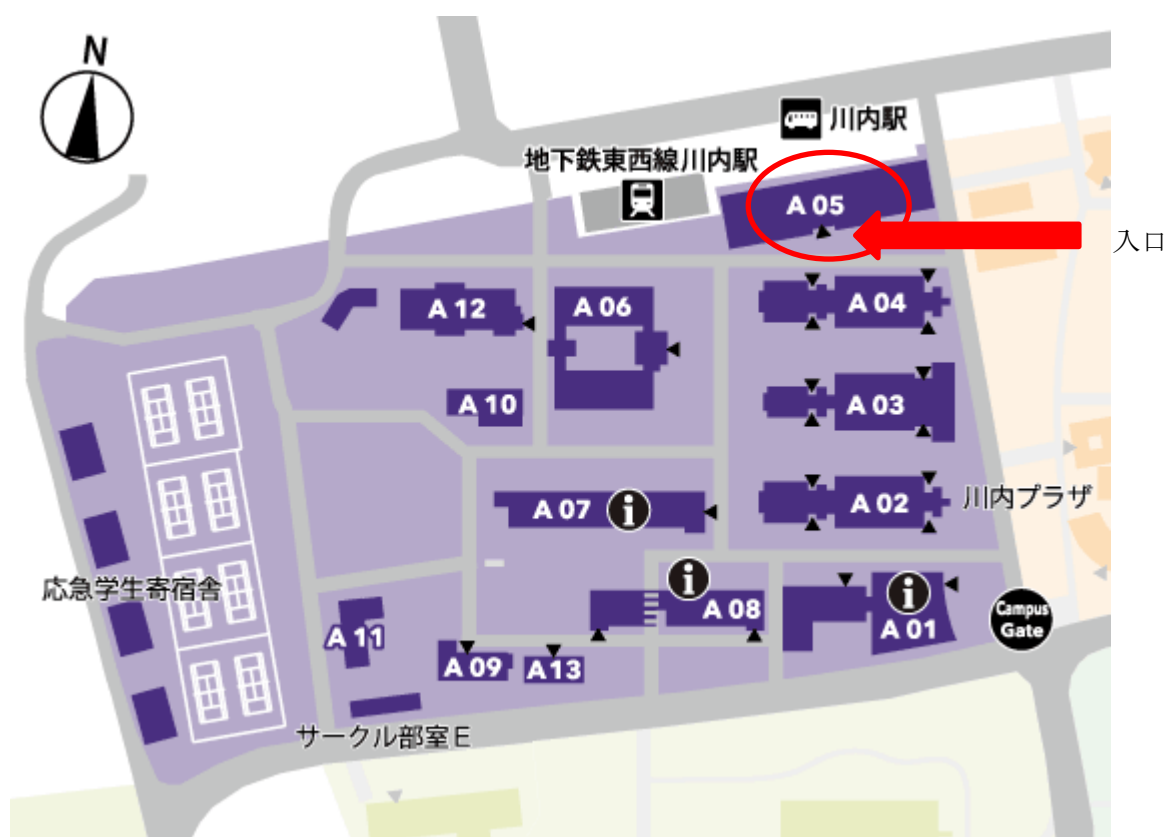 N
川内駅
地下鉄東西線川内駅
A 05
入口
A 12
A 06
A 04
A 10
A 03
A 07
i
A 02
川内プラザ
応急学生寄宿舎
i
A 08
i
A 01
Campus
Gate
A 11
A 09
A 13
サークル部室E